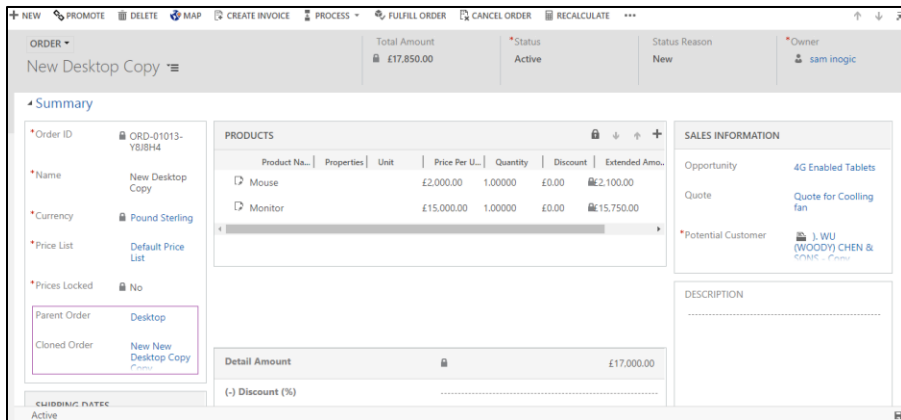 NEW PROMOTE DELETE MAP CREATE INVOICE PROCESS FULFILL ORDER CANCEL ORDER RECALCULATE •••
ORDER
New Desktop Copy
Total Amount
£17,850.00
*Status
Active
Status Reason
New
*Owner
sam inogic
Summary
*Order ID
ORD-01013-
Y8J8H4
*Name
New Desktop
Copy
*Currency
Pound Sterling
*Price List
Default Price
List
*Prices Locked
No
Parent Order
Desktop
Cloned Order
New New
Desktop Copy
Copy
SHIPPING DATES
PRODUCTS
Product Na... Properties Unit Price Per U... Quantity Discount Extended Amo..
Mouse £2,000.00 1.00000 £0.00 £2,100.00
Monitor £15,000.00 1.00000 £0.00 £15,750.00
Detail Amount £17,000.00
(-) Discount (%)
SALES INFORMATION
Opportunity
4G Enabled Tablets
Quote
Quote for Coolling
fan
*Potential Customer
). WU
(WOODY) CHEN &
SONS - Copy
DESCRIPTION
Active